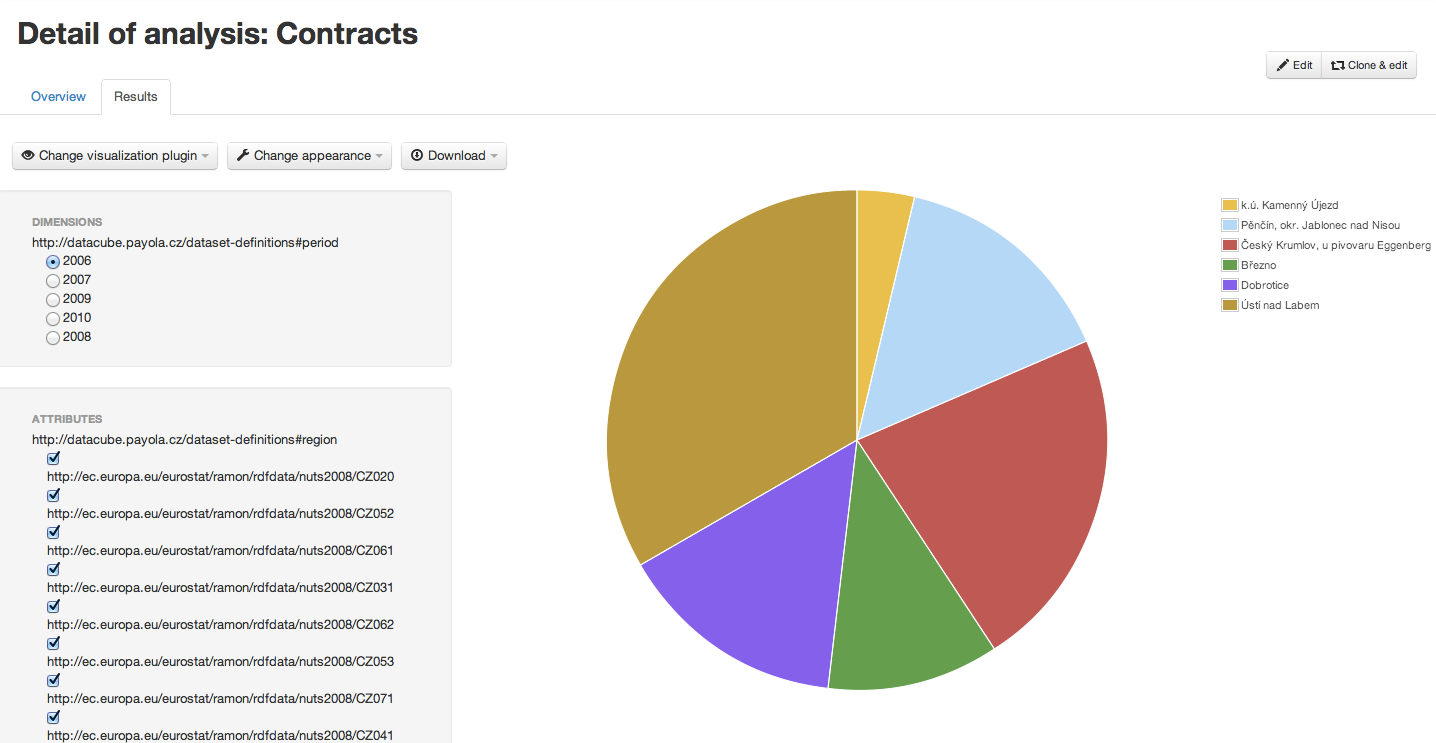 Detail of analysis: Contracts
Edit
Clone & edit
Overview
Results
Change visualization plugin
Change appearance
Download
DIMENSIONS
http://datacube.payola.cz/dataset-definitions#period
2006
2007
2009
2010
2008
ATTRIBUTES
http://datacube.payola.cz/dataset-definitions#region
http://ec.europa.eu/eurostat/ramon/rdfdata/nuts2008/CZ020
http://ec.europa.eu/eurostat/ramon/rdfdata/nuts2008/CZ052
http://ec.europa.eu/eurostat/ramon/rdfdata/nuts2008/CZ061
http://ec.europa.eu/eurostat/ramon/rdfdata/nuts2008/CZ031
http://ec.europa.eu/eurostat/ramon/rdfdata/nuts2008/CZ062
http://ec.europa.eu/eurostat/ramon/rdfdata/nuts2008/CZ053
http://ec.europa.eu/eurostat/ramon/rdfdata/nuts2008/CZ071
http://ec.europa.eu/eurostat/ramon/rdfdata/nuts2008/CZ041
k.ú. Kamenný Újezd
Pěnčín, okr. Jablonec nad Nisou
Český Krumlov, u pivovaru Eggenberg
Březno
Dobrotice
Ústí nad Labem